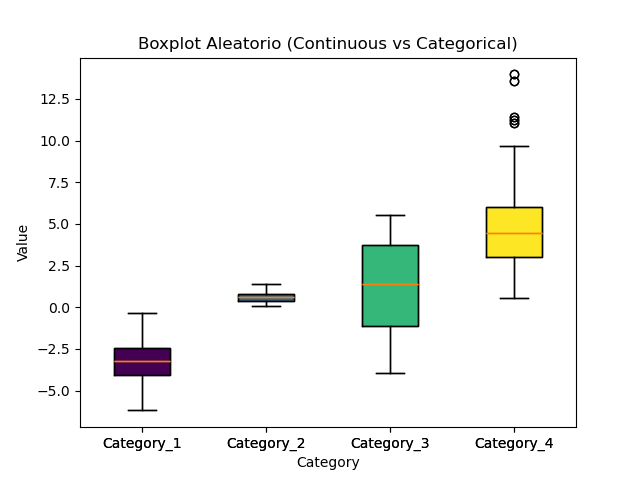 Boxplot Aleatorio (Continuous vs Categorical)
12.5
10.0
7.5
5.0
2.5
0.0
−2.5
−5.0
Value
Category_1 Category_2 Category_3 Category_4
Category